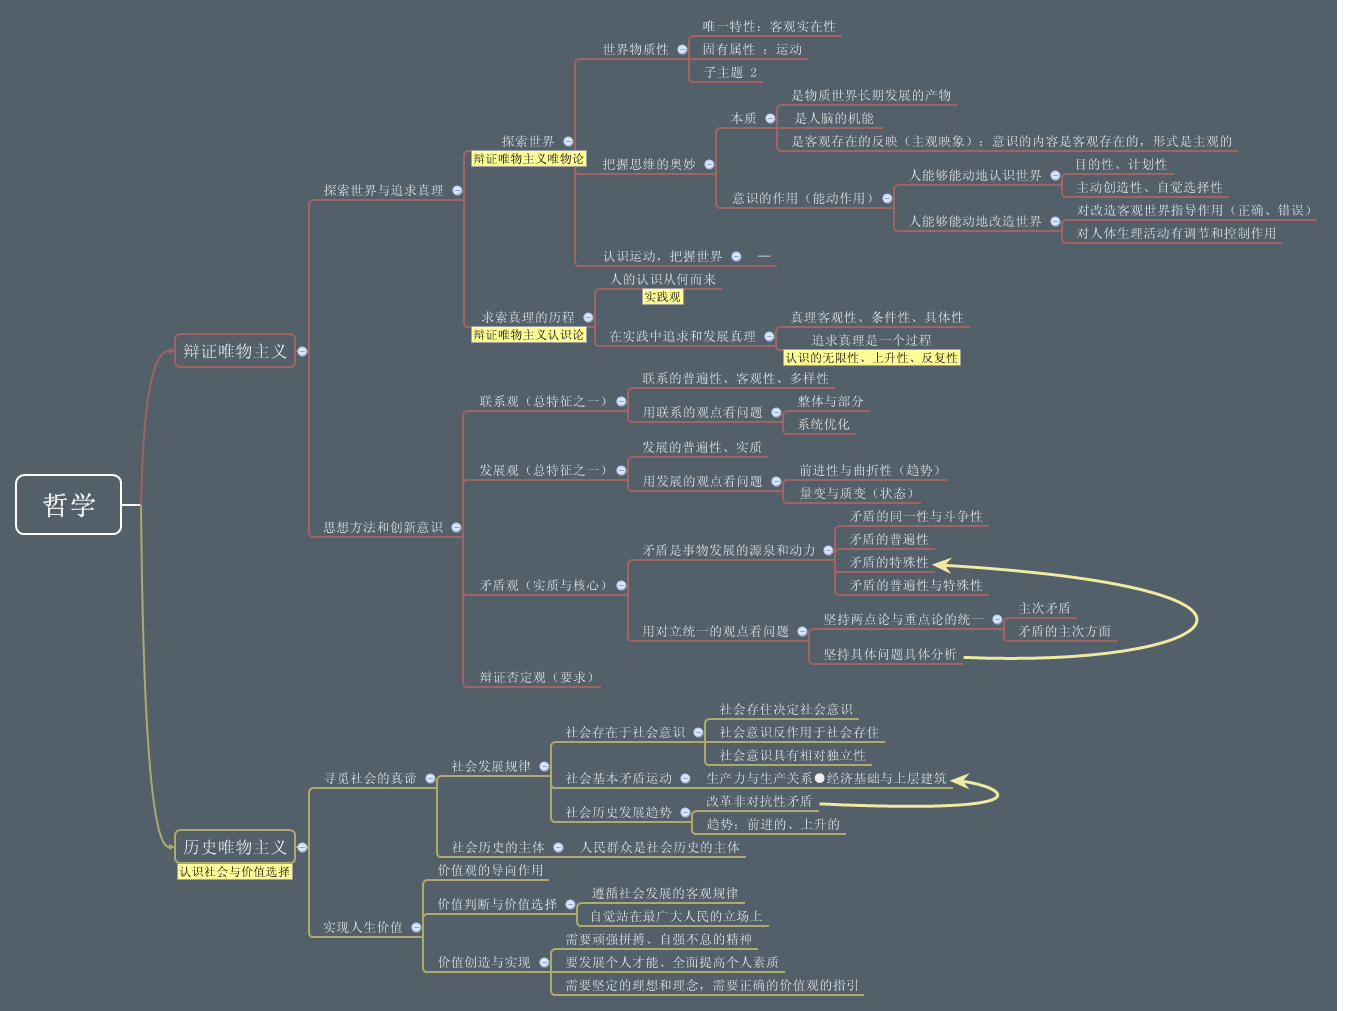 哲学
辩证唯物主义
探索世界与追求真理
探索世界
辩证唯物主义唯物论
世界物质性
唯一特性：客观实在性
固有属性 ：运动
子主题 2
把握思维的奥妙
本质
是物质世界长期发展的产物
是人脑的机能
是客观存在的反映（主观映象）；意识的内容是客观存在的，形式是主观的
意识的作用（能动作用）
人能够能动地认识世界
目的性、计划性
主动创造性、自觉选择性
人能够能动地改造世界
对改造客观世界指导作用（正确、错误）
对人体生理活动有调节和控制作用
认识运动，把握世界
—
求索真理的历程
辩证唯物主义认识论
人的认识从何而来
实践观
在实践中追求和发展真理
真理客观性、条件性、具体性
追求真理是一个过程
认识的无限性、上升性、反复性
思想方法和创新意识
联系观（总特征之一）
联系的普遍性、客观性、多样性
用联系的观点看问题
整体与部分
系统优化
发展观（总特征之一）
发展的普遍性、实质
用发展的观点看问题
前进性与曲折性（趋势）
量变与质变（状态）
矛盾观（实质与核心）
矛盾是事物发展的源泉和动力
矛盾的同一性与斗争性
矛盾的普遍性
矛盾的特殊性
矛盾的普遍性与特殊性
用对立统一的观点看问题
坚持两点论与重点论的统一
主次矛盾
矛盾的主次方面
坚持具体问题具体分析
辩证否定观（要求）
历史唯物主义
认识社会与价值选择
寻觅社会的真谛
社会发展规律
社会存在于社会意识
社会存住决定社会意识
社会意识反作用于社会存住
社会意识具有相对独立性
社会基本矛盾运动
生产力与生产关系●经济基础与上层建筑
社会历史发展趋势
改革非对抗性矛盾
趋势：前进的、上升的
社会历史的主体
人民群众是社会历史的主体
实现人生价值
价值观的导向作用
价值判断与价值选择
遵循社会发展的客观规律
自觉站在最广大人民的立场上
价值创造与实现
需要顽强拼搏、自强不息的精神
要发展个人才能、全面提高个人素质
需要坚定的理想和理念，需要正确的价值观的指引